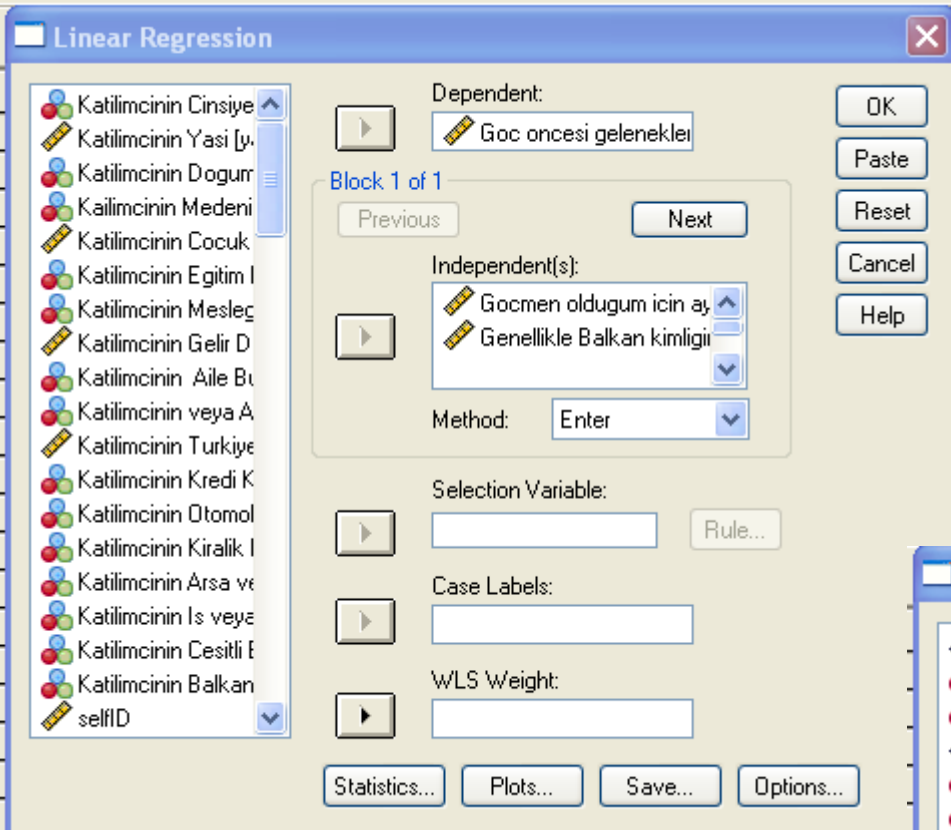 Linear Regression
Katilimcinin Cinsiye
Katilimcinin Yasi [y
Katilimcinin Dogum
Kailimcinin Medeni
Katilimcinin Cocuk
Katilimcinin Egitim
Katilimcinin Mesleg
Katilimcinin Gelir D
Katilimcinin Aile Bu
Katilimcinin veya A
Katilimcinin Turkiye
Katilimcinin Kredi K
Katilimcinin Otomol
Katilimcinin Kiralik
Katilimcinin Arsa ve
Katilimcinin Is veya
Katilimcinin Cesitli
Katilimcinin Balkan
selfID
Dependent:
Goc oncesi gelenekler
Block 1 of 1
Previous
Next
Independent(s):
Gocmen oldugum icin ay
Genellikle Balkan kimligin
Method:
Enter
Selection Variable:
Rule...
Case Labels:
WLS Weight:
Statistics...
Plots...
Save...
Options...
OK
Paste
Reset
Cancel
Help